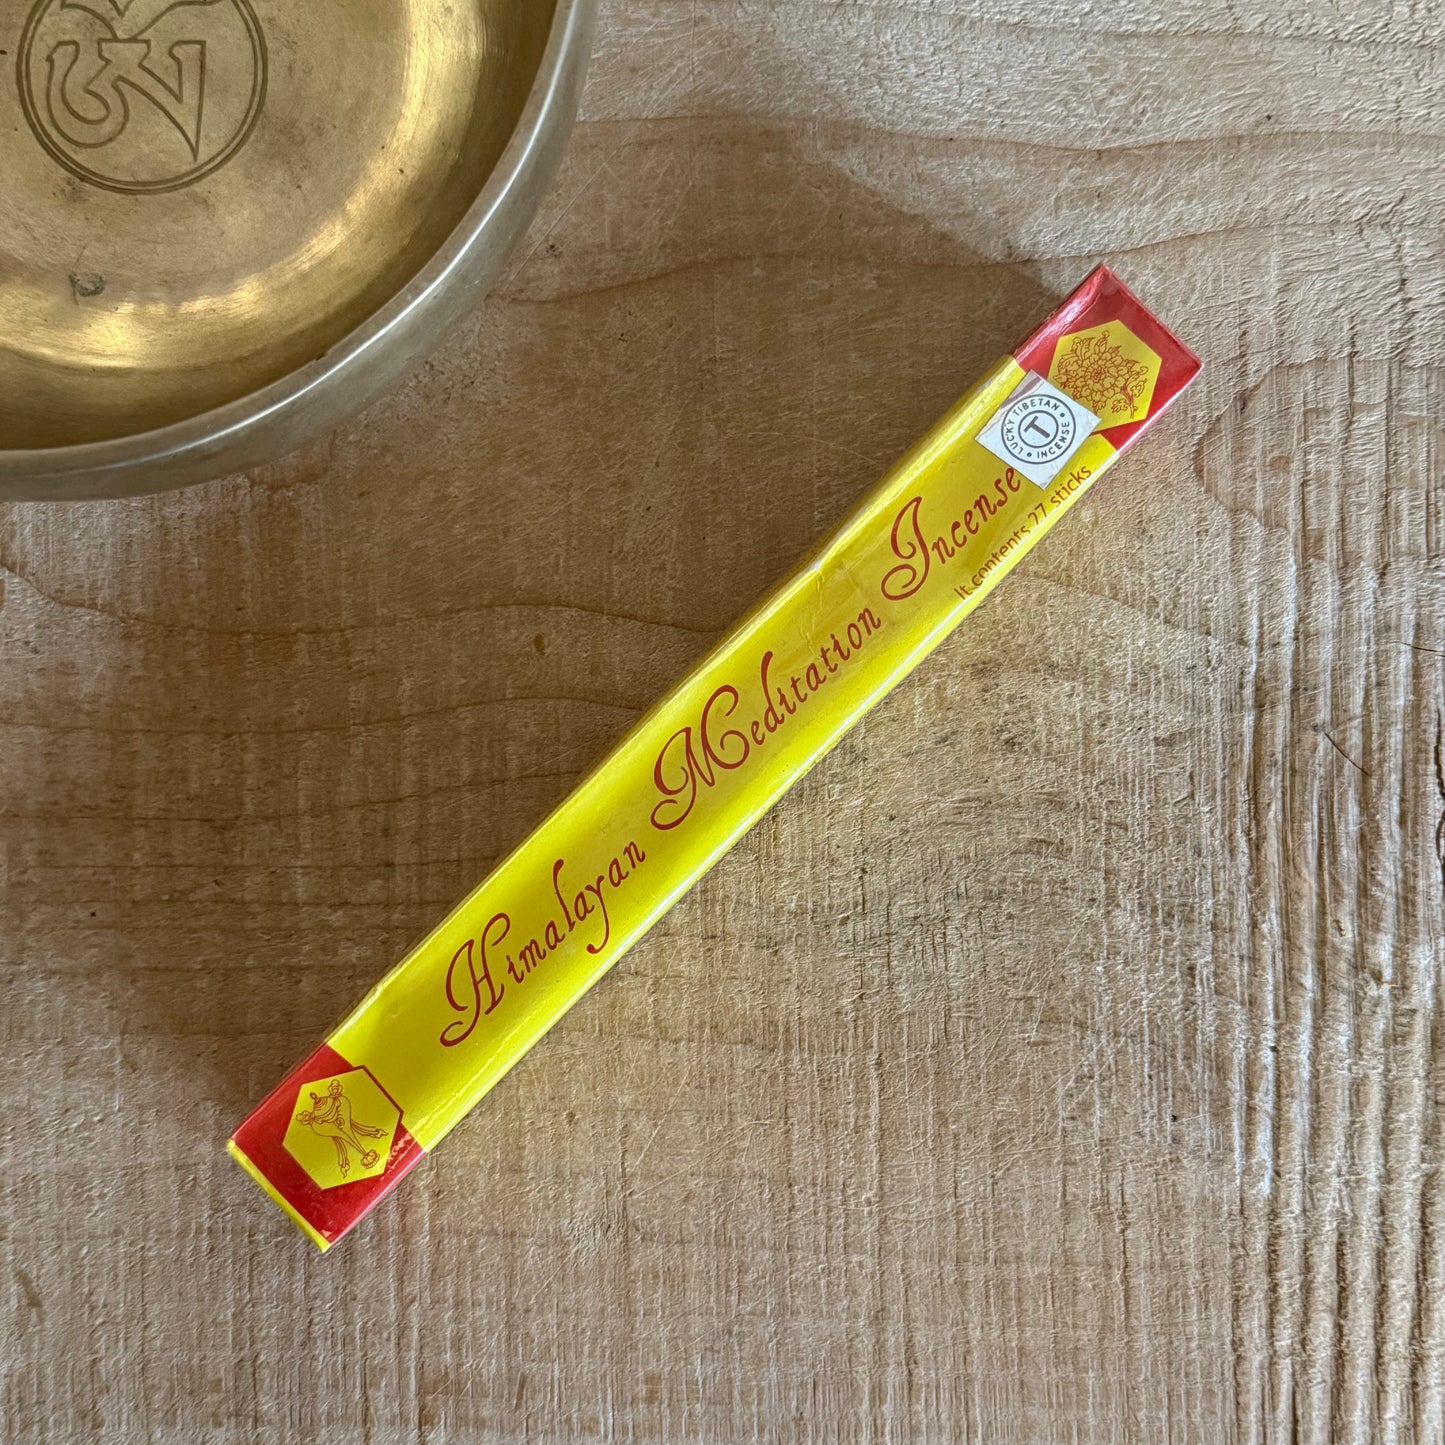 ༀ
LUCKY TIBETAN
T
INCENSE
Himalayan Meditation Incense
It contents 27 sticks